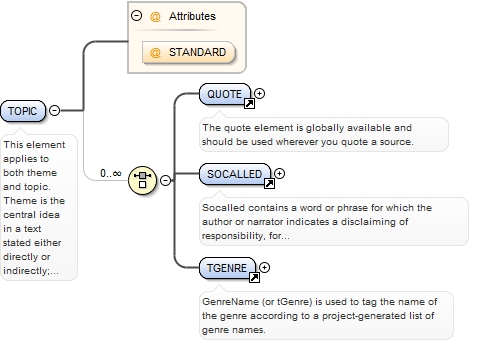 @ Attributes
@ STANDARD
TOPIC
This element
applies to
both theme
and topic.
Theme is the
central idea
in a text
stated either
directly or
indirectly;...
0..∞
QUOTE
The quote element is globally available and
should be used wherever you quote a source.
SOCALLED
Socalled contains a word or phrase for which the
author or narrator indicates a disclaiming of
responsibility, for...
TGENRE
GenreName (or tGenre) is used to tag the name of
the genre according to a project-generated list of
genre names.